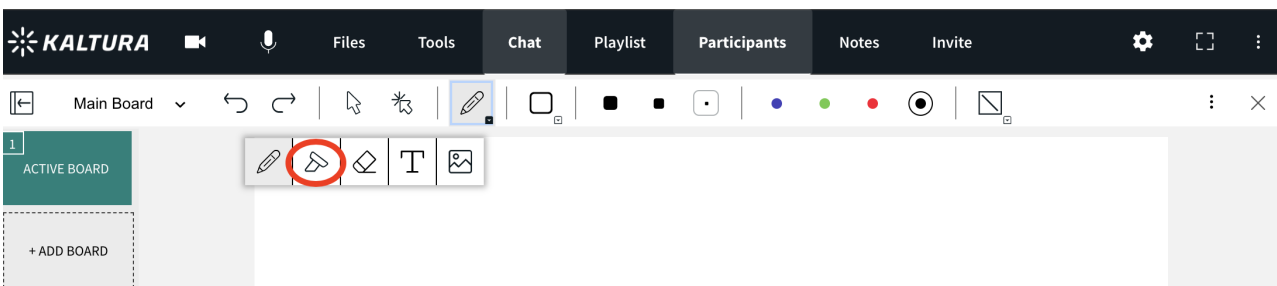 KALTURA Files Tools Chat Playlist Participants Notes Invite
Main Board
1
ACTIVE BOARD
T
+ ADD BOARD